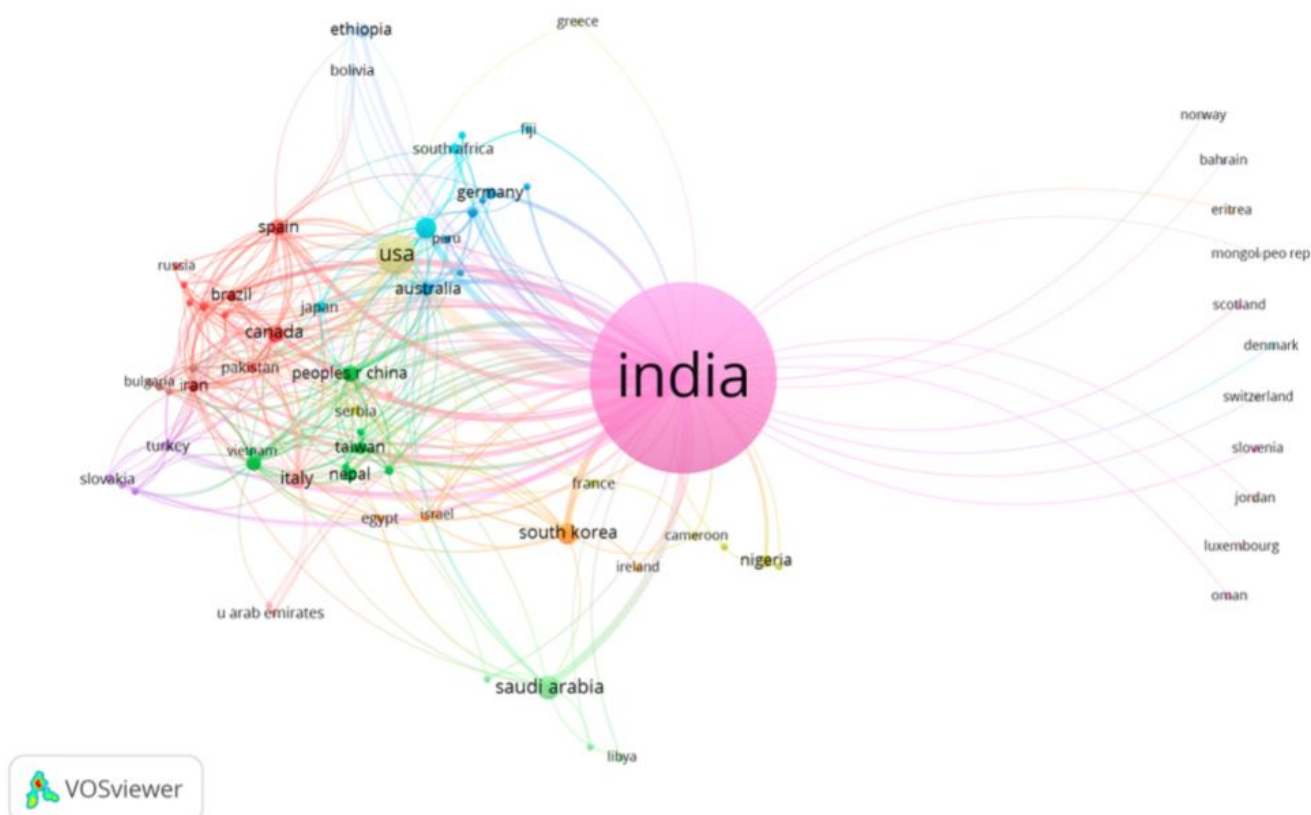 ethiopia
greece
bolivia
norway
fiji
south africa
bahrain
germany
eritrea
spain
peru
usa
mongol peo rep
russia
australia
brazil
japan
scotland
canada
denmark
pakistan
peoples r china
india
bulgaria
iran
switzerland
serbia
turkey
vietnam
taiwan
slovenia
slovakia
italy
nepal
france
jordan
egypt
israel
south korea
cameroon
luxembourg
ireland
nigeria
oman
u arab emirates
saudi arabia
libya
VOSviewer